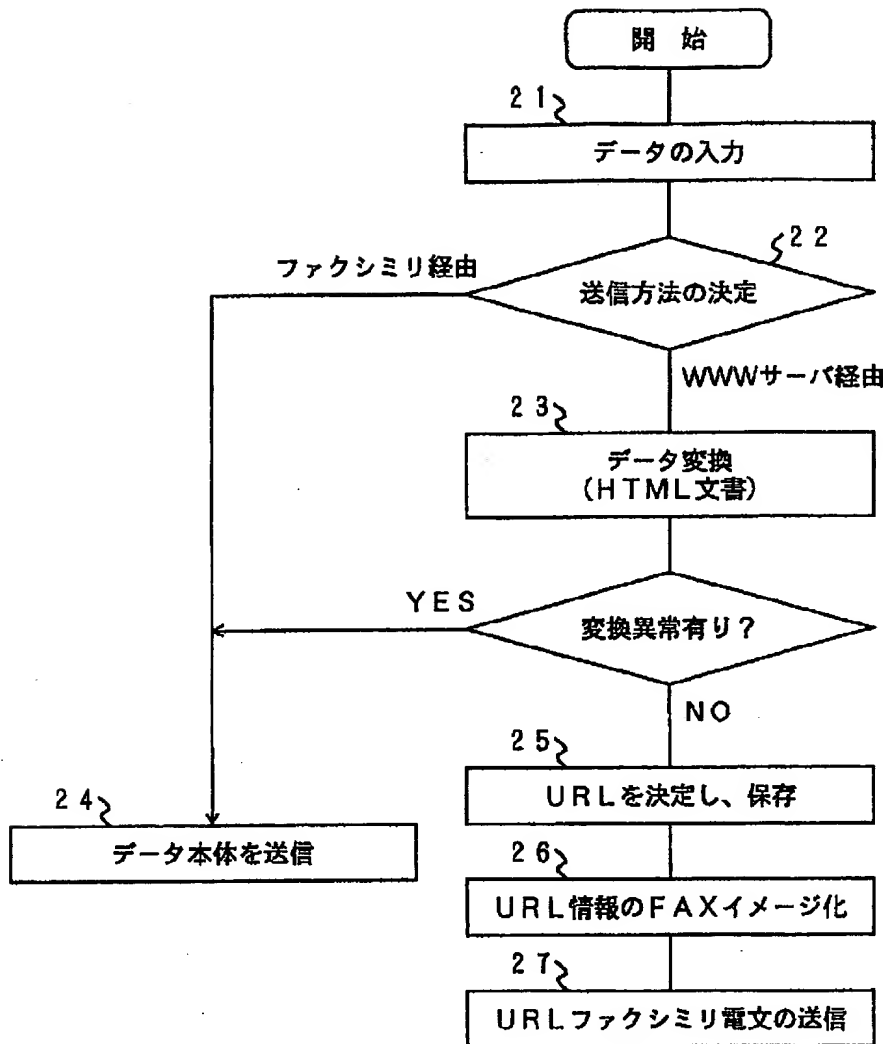 開 始
21
データの入力
22
ファクシミリ経由
送信方法の決定
WWWサーバ経由
23
データ変換
(HTML文書)
YES
変換異常有り?
NO
25
URLを決定し、保存
24
データ本体を送信
26
URL情報のFAXイメージ化
27
URLファクシミリ電文の送信